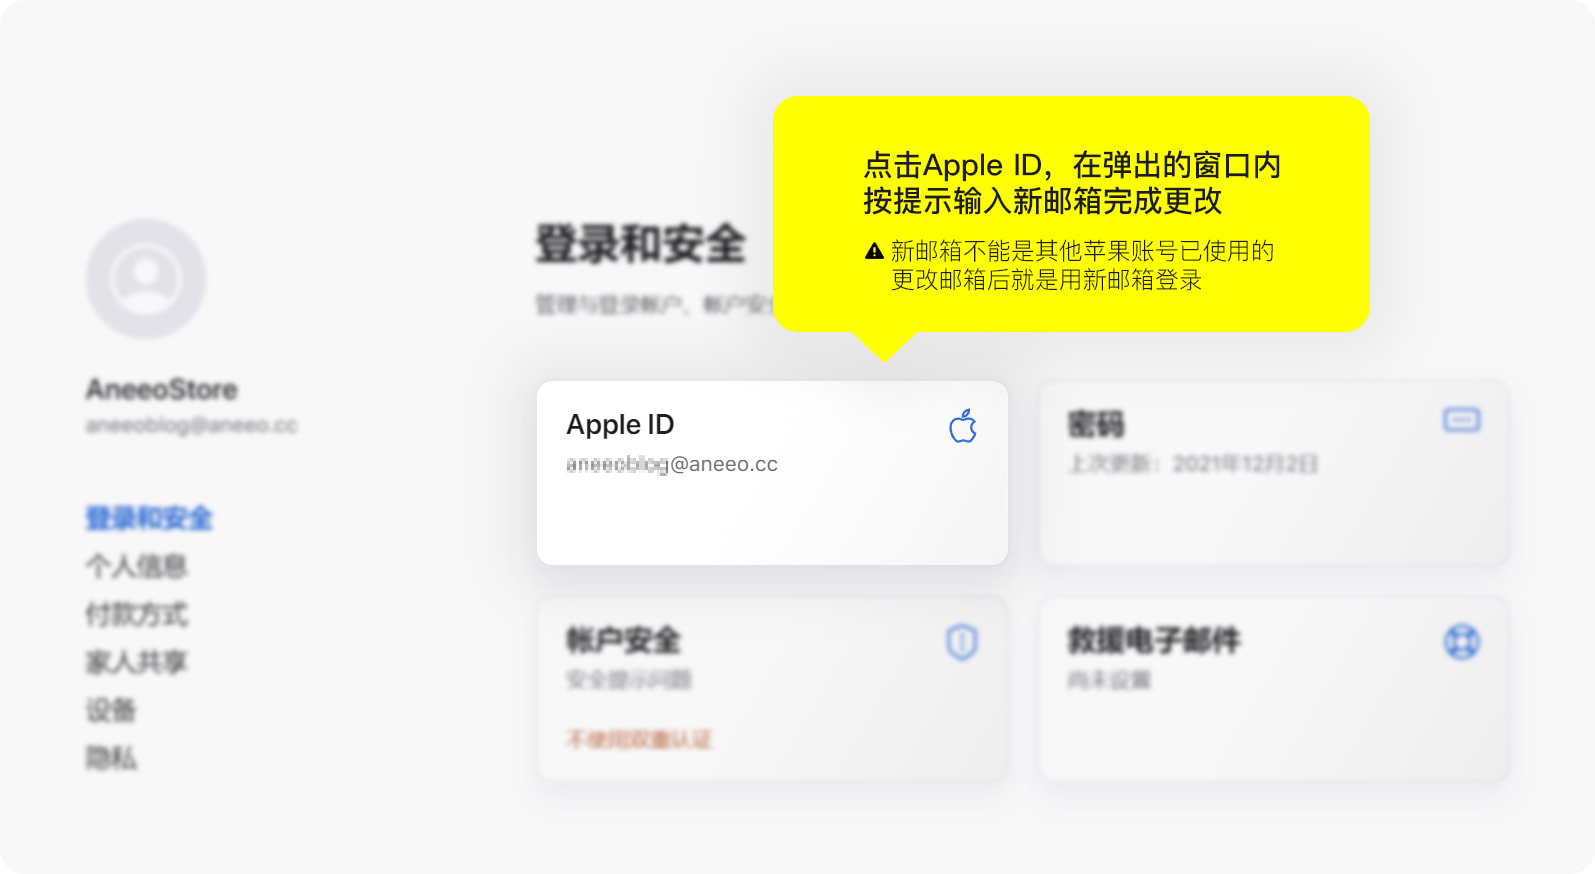 点击Apple ID，在弹出的窗口内
按提示输入新邮箱完成更改
新邮箱不能是其他苹果账号已使用的
更改邮箱后就是用新邮箱登录
登录和安全
管理与登录帐户、帐户安全
AneeoStore
aneeoblog@aneeo.cc
登录和安全
个人信息
付款方式
家人共享
设备
隐私
Apple ID
aneeoblog@aneeo.cc
密码
上次更新：2021年12月2日
帐户安全
安全提示问题
不使用双重认证
救援电子邮件
尚未设置